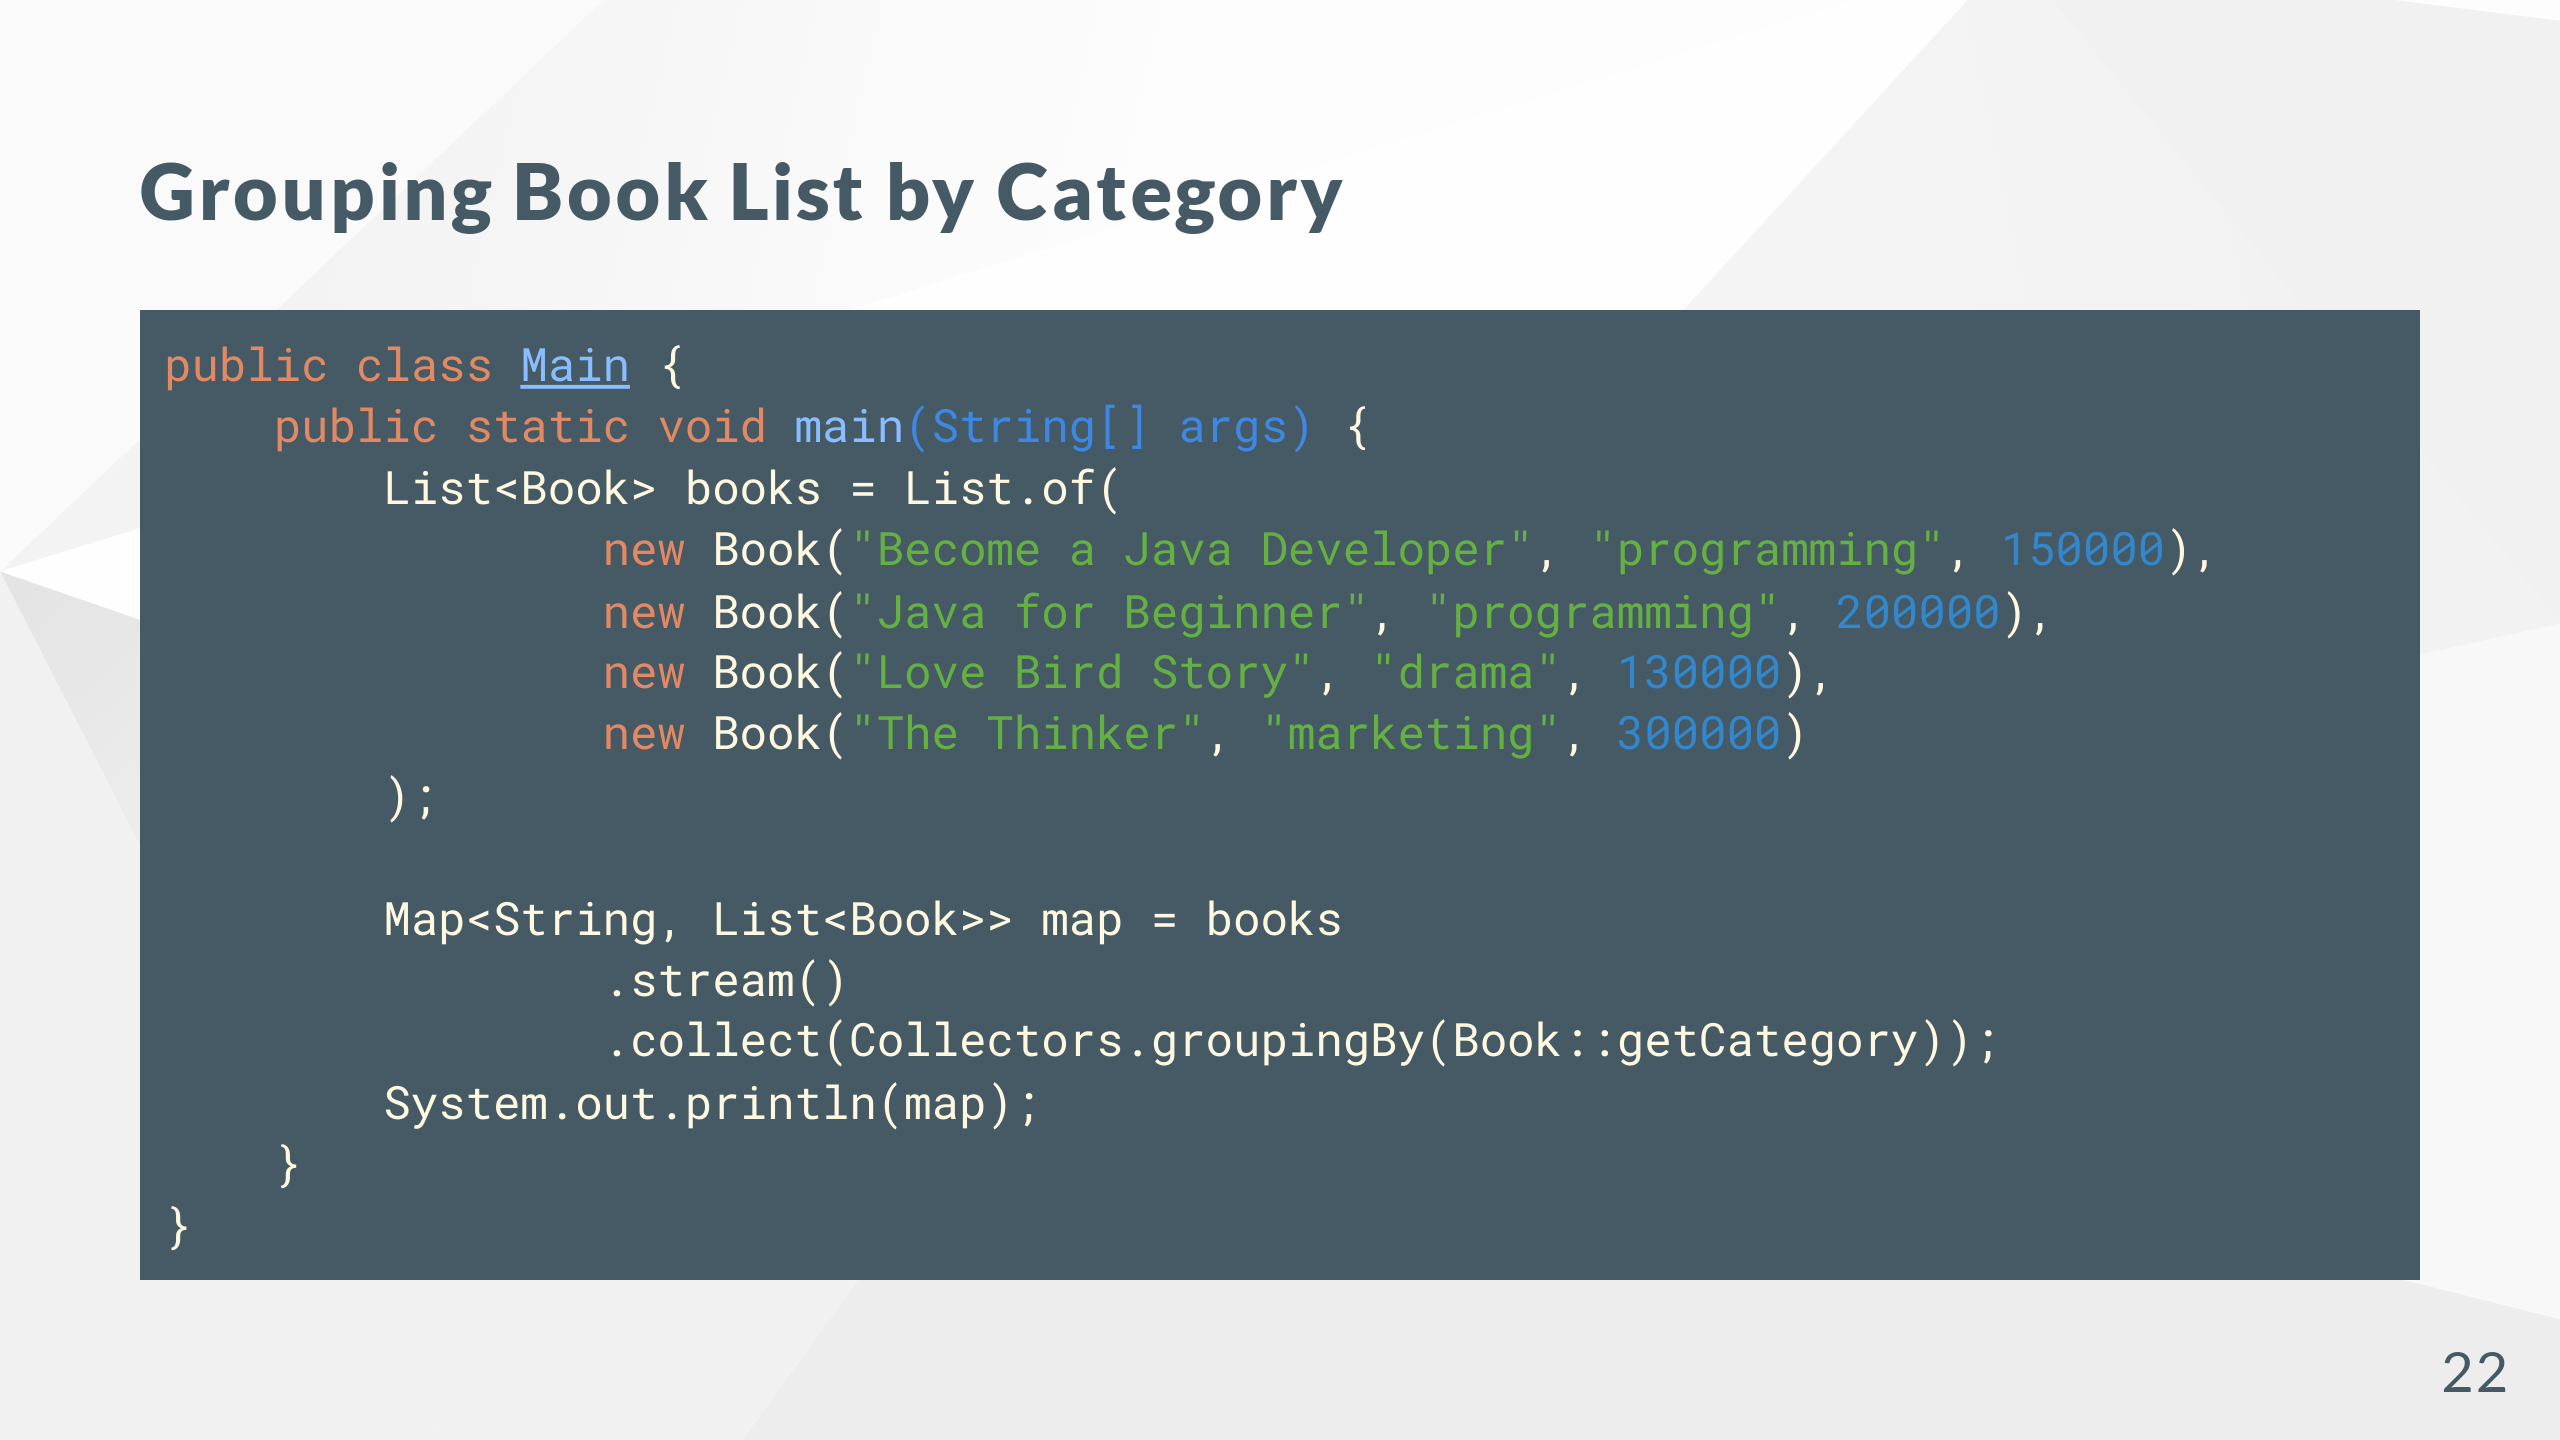 Grouping Book List by Category
public class Main {
    public static void main(String[] args) {
        List<Book> books = List.of(
                new Book("Become a Java Developer", "programming", 150000),
                new Book("Java for Beginner", "programming", 200000),
                new Book("Love Bird Story", "drama", 130000),
                new Book("The Thinker", "marketing", 300000)
        );
        Map<String, List<Book>> map = books
                .stream()
                .collect(Collectors.groupingBy(Book::getCategory));
        System.out.println(map);
    }
}
22